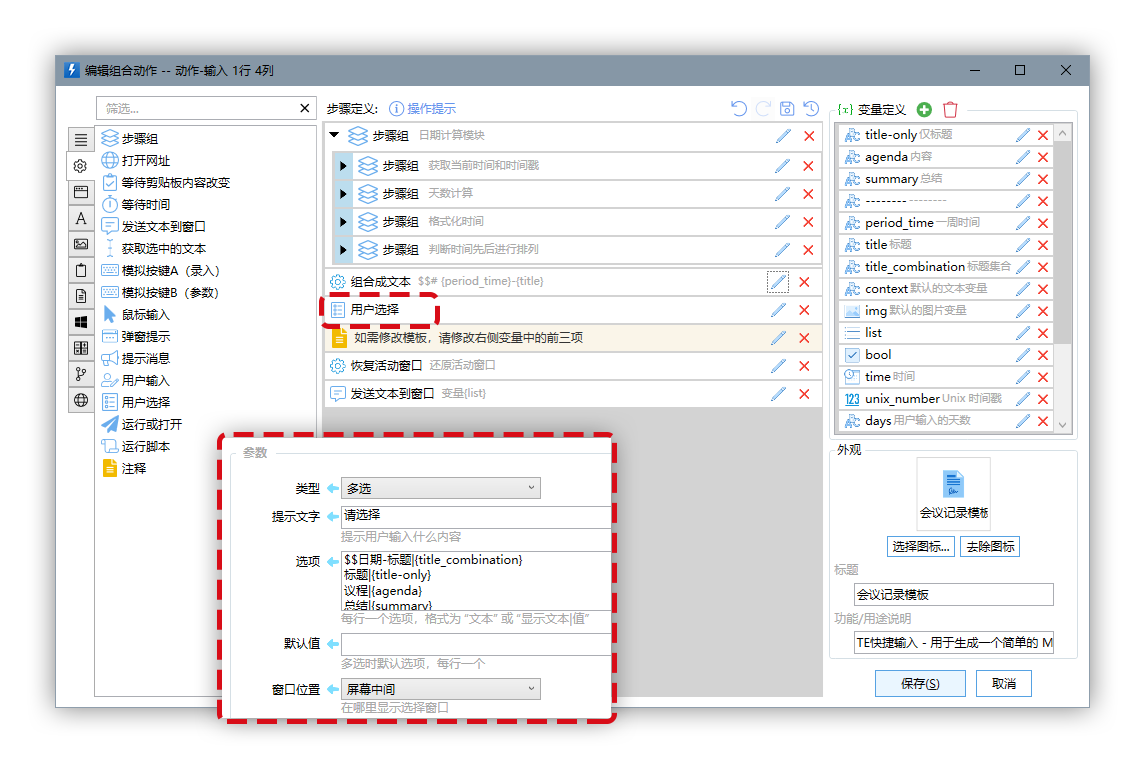 编辑组合动作 -- 动作-输入 1行 4列
筛选...
步骤组
打开网址
等待剪贴板内容改变
等待时间
发送文本到窗口
获取选中的文本
模拟按键A（录入）
模拟按键B（参数）
鼠标输入
弹窗提示
提示消息
用户输入
用户选择
运行或打开
运行脚本
注释
步骤定义: 操作提示
步骤组 日期计算模块
步骤组 获取当前时间和时间戳
步骤组 天数计算
步骤组 格式化时间
步骤组 判断时间先后进行排列
组合成文本 $$# {period_time}-{title}
用户选择
如需修改模板，请修改右侧变量中的前三项
恢复活动窗口 还原活动窗口
发送文本到窗口 变量{list}
参数
类型 多选
提示文字 请选择
提示用户输入什么内容
选项 $$日期-标题|{title_combination}
标题|{title-only}
议程|{agenda}
总结|{summary}
每行一个选项，格式为 “文本” 或 “显示文本|值”
默认值
多选时默认选项，每行一个
窗口位置 屏幕中间
在哪里显示选择窗口
{x} 变量定义
title-only 仅标题
agenda 内容
summary 总结
-------- --------
period_time 一周时间
title 标题
title_combination 标题集合
context 默认的文本变量
img 默认的图片变量
list
bool
time 时间
123 unix_number Unix 时间戳
days 用户输入的天数
外观
会议记录模板
选择图标... 去除图标
标题
会议记录模板
功能/用途说明
TE快捷输入 - 用于生成一个简单的 M
保存(S) 取消